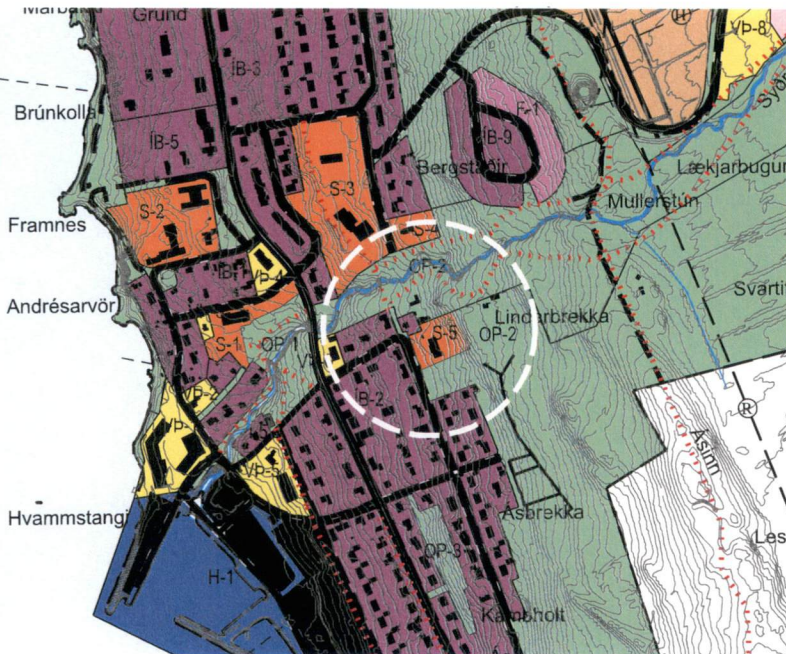 Grund
VÞ-8
ÍB-3
Brúnkolla
F-1
ÍB-9
ÍB-5
Bergstaðir
Lækjarbugur
S-3
S-2
Mullerstún
Framnes
S-4
OP-2
VÞ-4
Svarti
Andrésarvör
Lindarbrekka
S-5
OP-2
S-1
OP-1
ÍB-2
Ásinn
R
VÞ-5
Hvammstangi
Ásbrekka
Les
OP-3
H-1
Kampholt